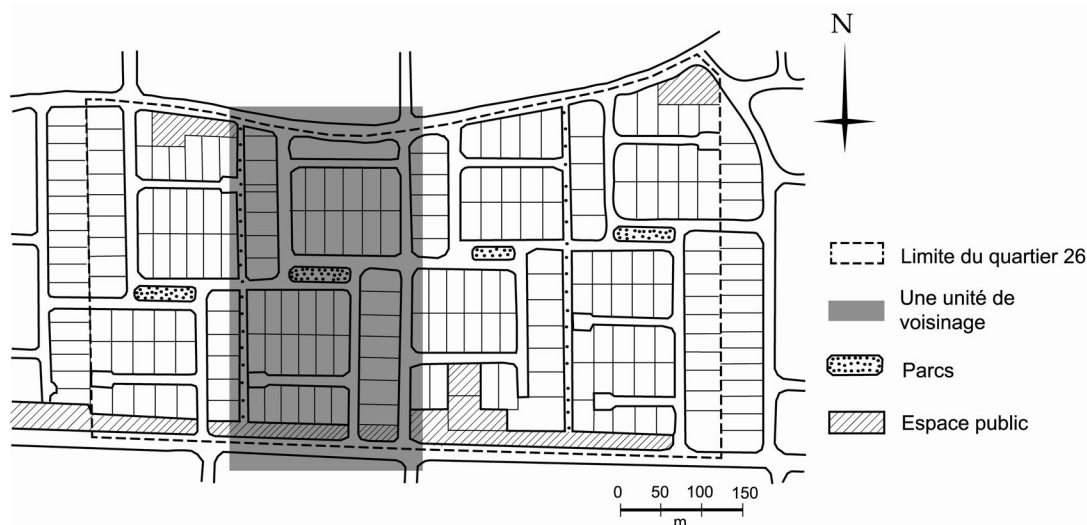 N
Limite du quartier 26
Une unité de
voisinage
Parcs
Espace public
0 50 100 150
m